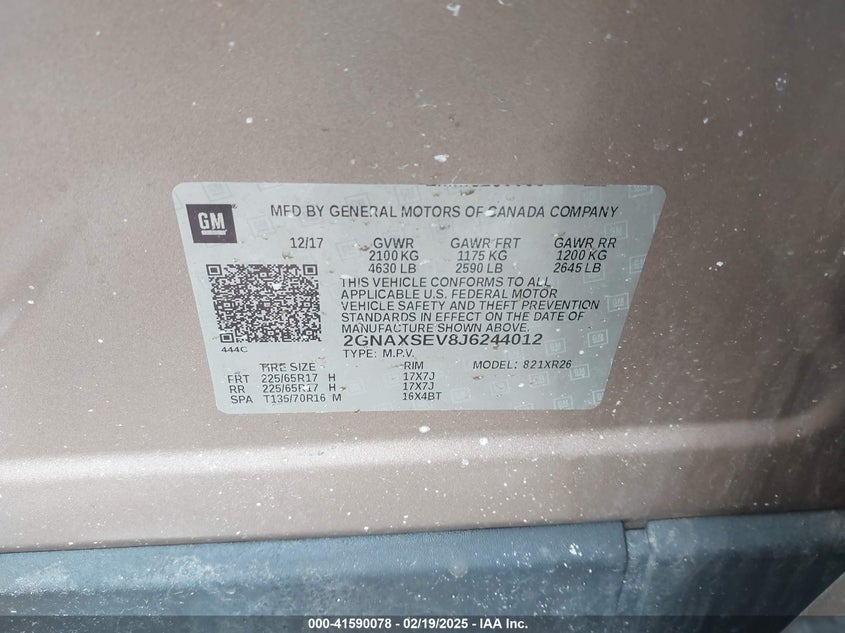 GM
MFD BY GENERAL MOTORS OF CANADA COMPANY
12/17 GVWR GAWR FRT GAWR RR
2100 KG 1175 KG 1200 KG
4630 LB 2590 LB 2645 LB
THIS VEHICLE CONFORMS TO ALL
APPLICABLE U.S. FEDERAL MOTOR
VEHICLE SAFETY AND THEFT PREVENTION
STANDARDS IN EFFECT ON THE DATE OF
MANUFACTURE SHOWN ABOVE.
444C
2GNAXSEV8J6244012
TYPE: M.P.V.
TIRE SIZE RIM MODEL: 821XR26
FRT 225/65R17 H 17X7J
RR 225/65R17 H 17X7J
SPA T135/70R16 M 16X4BT
000-41590078 - 02/19/2025 - IAA Inc.